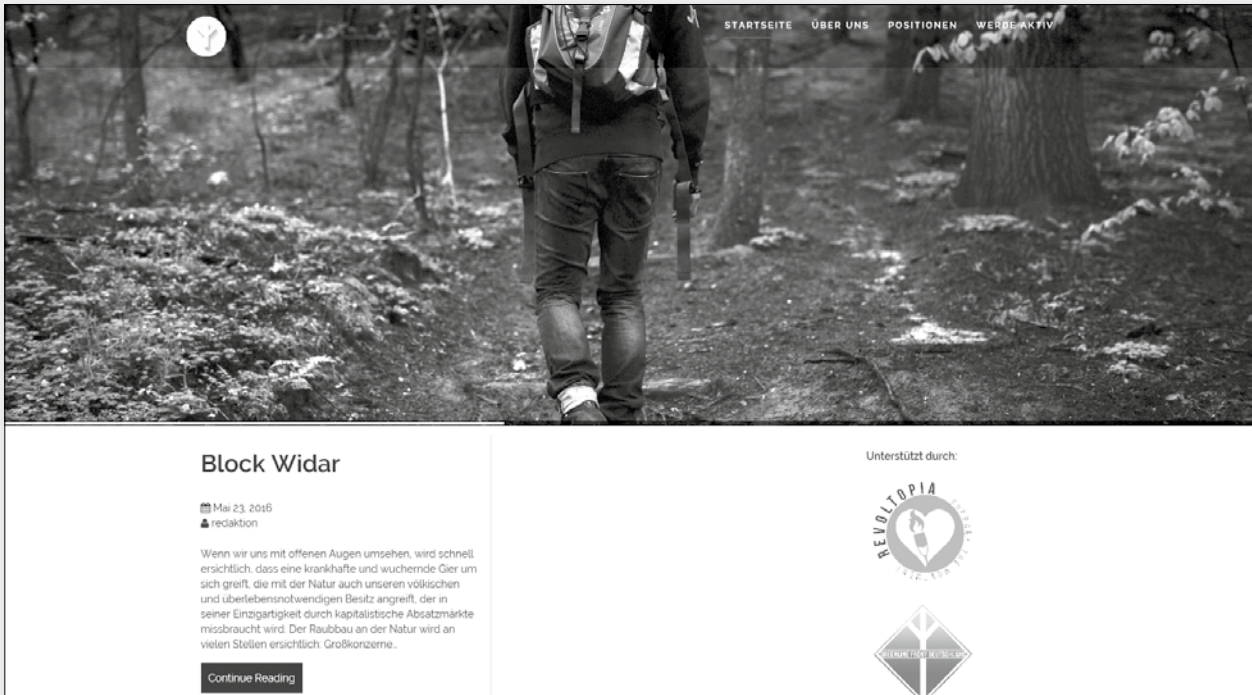 STARTSEITE ÜBER UNS POSITIONEN WERDE AKTIV
Block Widar
Mai 23, 2016
redaktion
Wenn wir uns mit offenen Augen umsehen, wird schnell
ersichtlich, dass eine krankhafte und wuchernde Gier um
sich greift, die mit der Natur auch unseren völkischen
und überlebensnotwendigen Besitz angreift, der in
seiner Einzigartigkeit durch kapitalistische Absatzmärkte
missbraucht wird. Der Raubbau an der Natur wird an
vielen Stellen ersichtlich: Großkonzerne…
Continue Reading
Unterstützt durch:
REVOLTOPIA